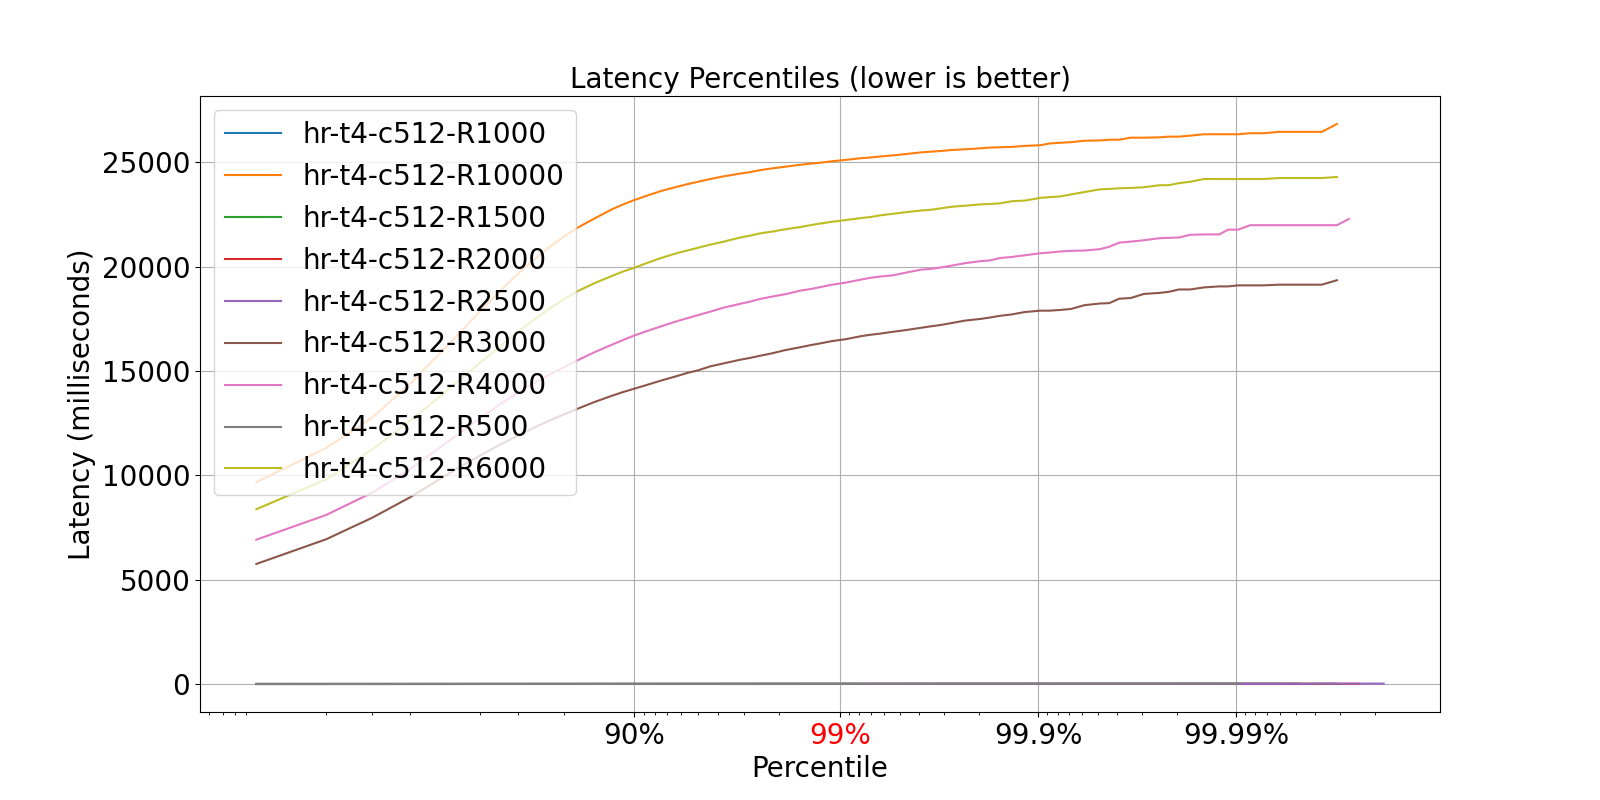 Latency Percentiles (lower is better)
hr-t4-c512-R1000
hr-t4-c512-R10000
hr-t4-c512-R1500
hr-t4-c512-R2000
hr-t4-c512-R2500
hr-t4-c512-R3000
hr-t4-c512-R4000
hr-t4-c512-R500
hr-t4-c512-R6000
Latency (milliseconds)
25000
20000
15000
10000
5000
0
90% 99% 99.9% 99.99%
Percentile